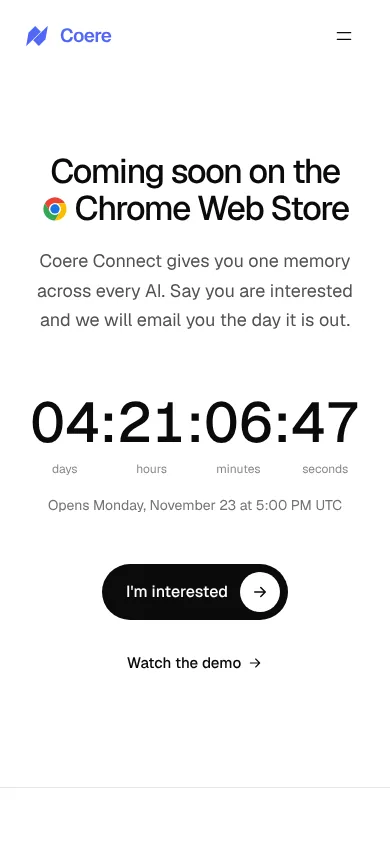 Coere
Coming soon on the
Chrome Web Store
Coere Connect gives you one memory
across every AI. Say you are interested
and we will email you the day it is out.
04:21:06:47
days hours minutes seconds
Opens Monday, November 23 at 5:00 PM UTC
I'm interested →
Watch the demo →